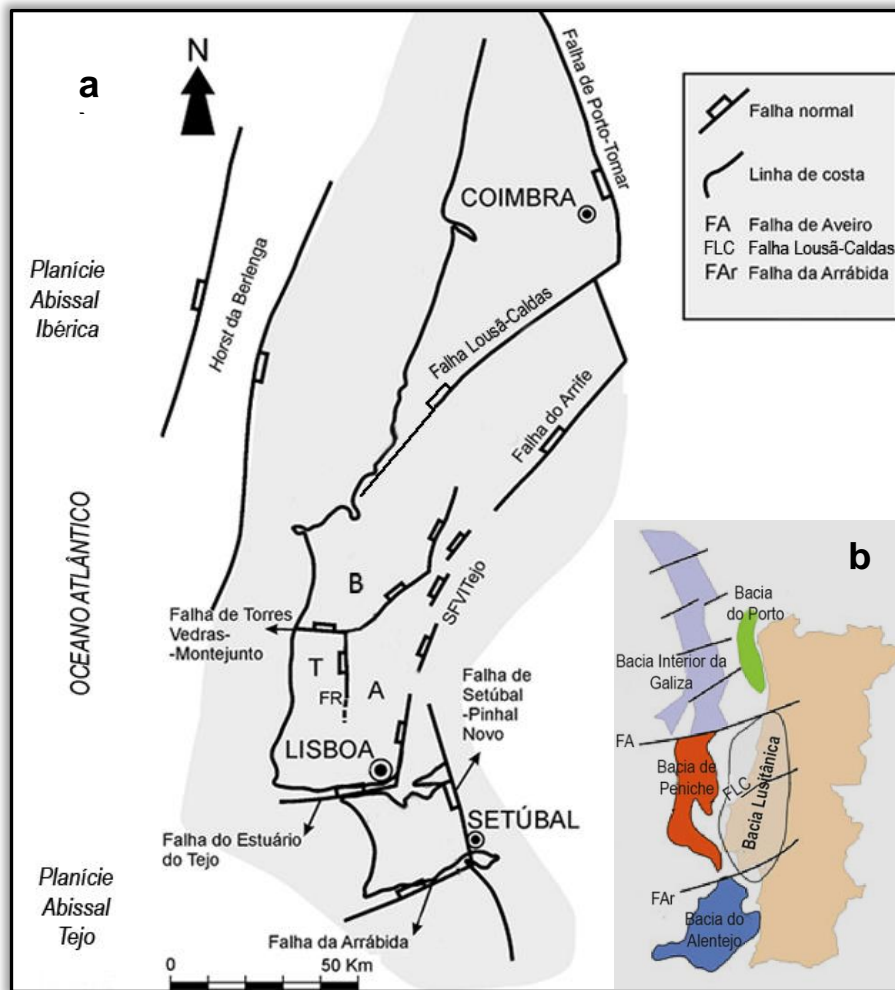 a
N
Falha de Porto-Tomar
COIMBRA
Falha normal
Linha de costa
FA Falha de Aveiro
FLC Falha Lousã-Caldas
FAr Falha da Arrábida
Planície
Abissal
Ibérica
Horst da Berlenga
Falha Lousã-Caldas
Falha do Arrife
OCEANO ATLÂNTICO
B
SFVITejo
Falha de Torres
Vedras-
-Montejunto
T
FR
A
Falha de
Setúbal
-Pinhal
Novo
LISBOA
SETÚBAL
Falha do Estuário
do Tejo
Planície
Abissal
Tejo
Falha da Arrábida
0 50 Km
b
Bacia
do Porto
Bacia Interior da
Galiza
FA
Bacia de
Peniche
FLC
Bacia Lusitânica
FAr
Bacia do
Alentejo